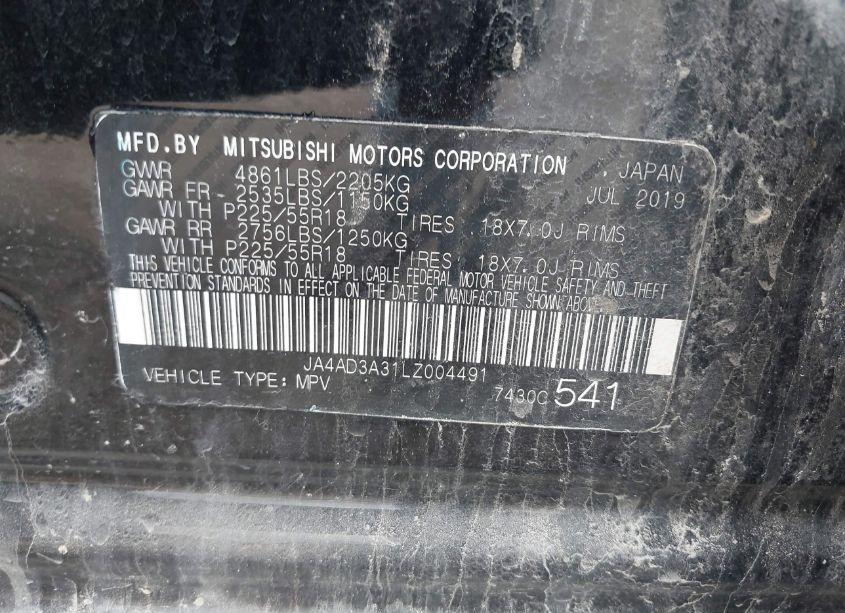 MFD.BY MITSUBISHI MOTORS CORPORATION , JAPAN
GVWR 4861LBS/2205KG JUL 2019
GAWR FR - 2535LBS/1150KG
WITH P225/55R18 TIRES 18X7.0J RIMS
GAWR RR 2756LBS/1250KG
WITH P225/55R18 TIRES 18X7.0J RIMS
THIS VEHICLE CONFORMS TO ALL APPLICABLE FEDERAL MOTOR VEHICLE SAFETY AND THEFT
PREVENTION STANDARDS IN EFFECT ON THE DATE OF MANUFACTURE SHOWN ABOVE.
JA4AD3A31LZ004491
VEHICLE TYPE: MPV 7430C 541